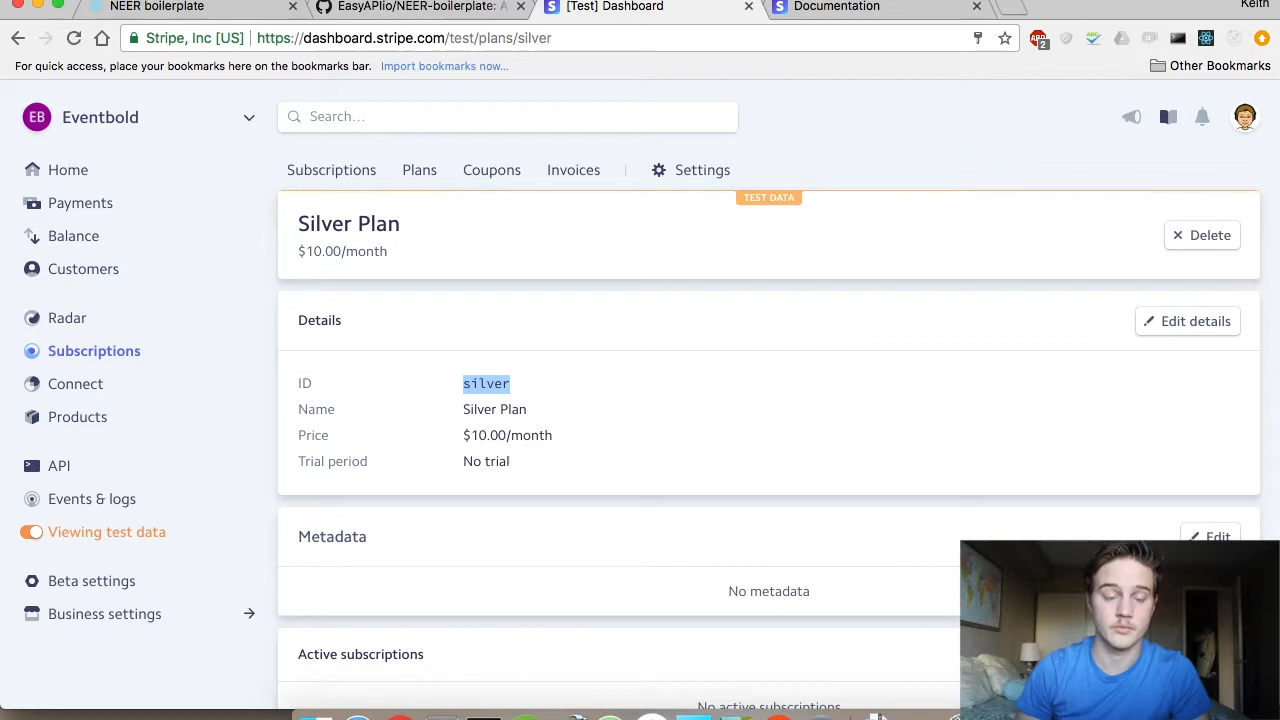 NEER boilerplate
EasyAPIio/NEER-boilerplate: A
[Test] Dashboard
Documentation
Keith
Stripe, Inc [US]
https://dashboard.stripe.com/test/plans/silver
For quick access, place your bookmarks here on the bookmarks bar. Import bookmarks now...
Other Bookmarks
EB Eventbold
Search...
Home
Payments
Balance
Customers
Radar
Subscriptions
Connect
Products
API
Events & logs
Viewing test data
Beta settings
Business settings
Subscriptions Plans Coupons Invoices Settings
TEST DATA
Silver Plan
$10.00/month
Delete
Details
Edit details
ID silver
Name Silver Plan
Price $10.00/month
Trial period No trial
Metadata
Edit
No metadata
Active subscriptions
No active subscriptions